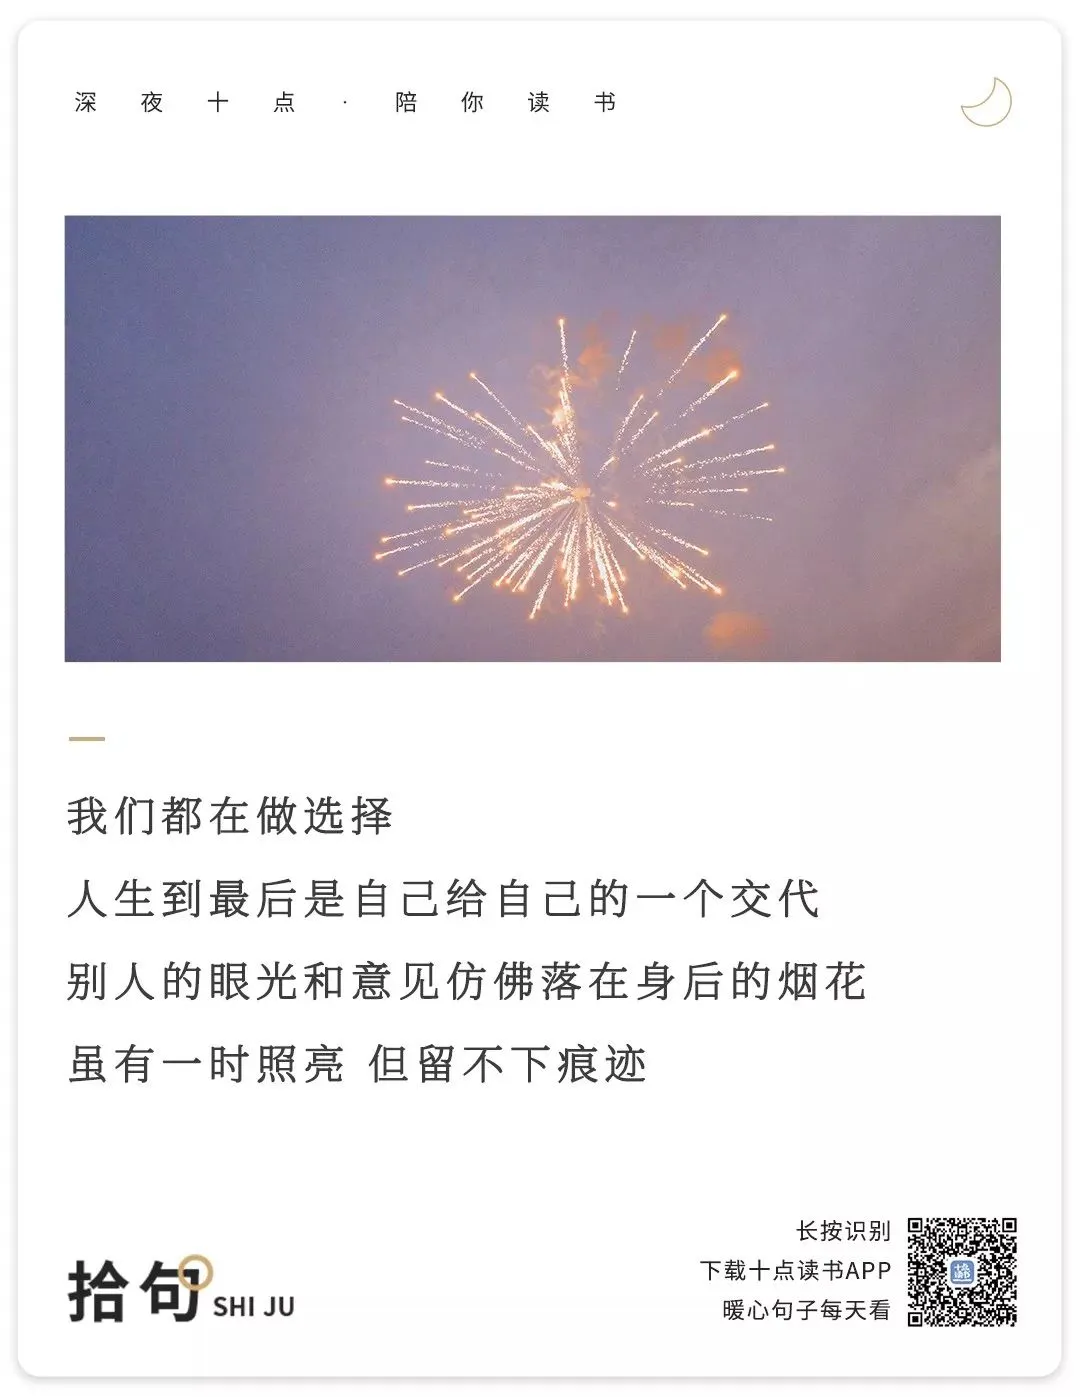 深夜十点·陪你读书
我们都在做选择
人生到最后是自己给自己的一个交代
别人的眼光和意见仿佛落在身后的烟花
虽有一时照亮 但留不下痕迹
拾句 SHI JU
长按识别
下载十点读书APP
暖心句子每天看
十点
读书